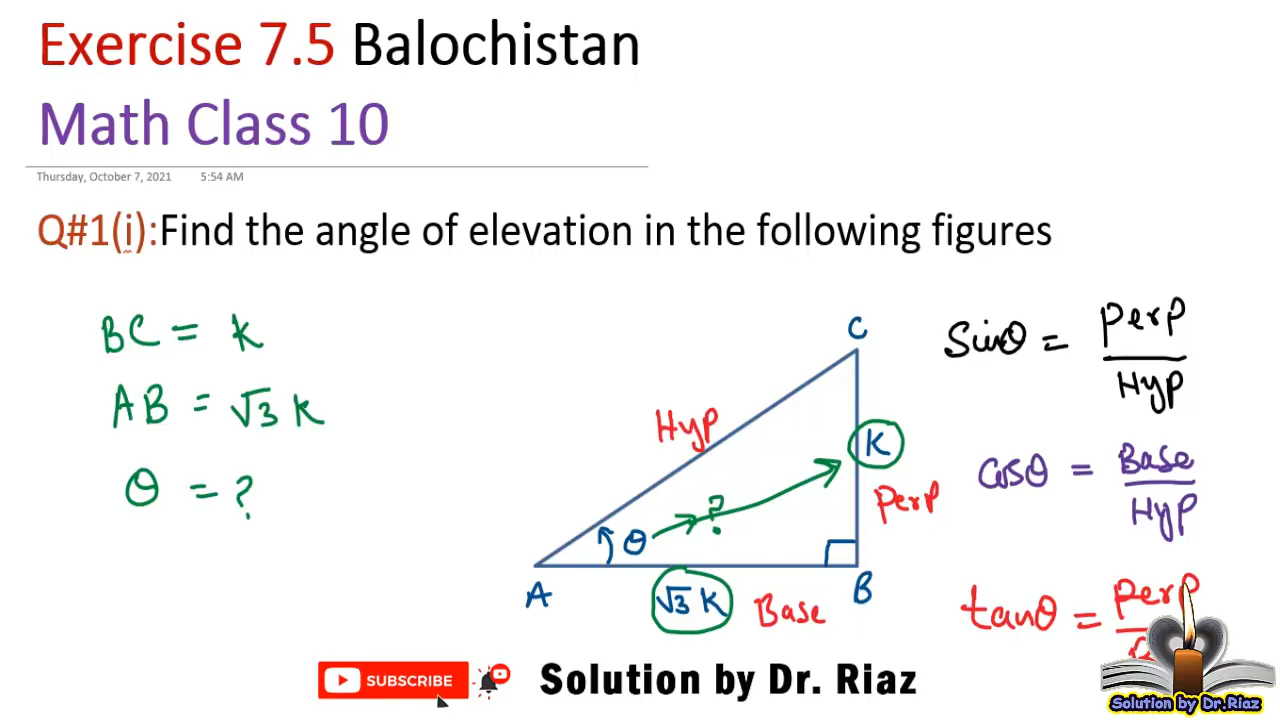 Exercise 7.5 Balochistan
Math Class 10
Thursday, October 7, 2021 5:54 AM
Q#1(i):Find the angle of elevation in the following figures
BC = K
AB = √3 K
θ = ?
C
Hyp
K
Perp
?
θ
A
√3 K
Base
B
Sinθ = Perp / Hyp
Cosθ = Base / Hyp
tanθ = Perp /
SUBSCRIBE
Solution by Dr. Riaz
Solution by Dr.Riaz